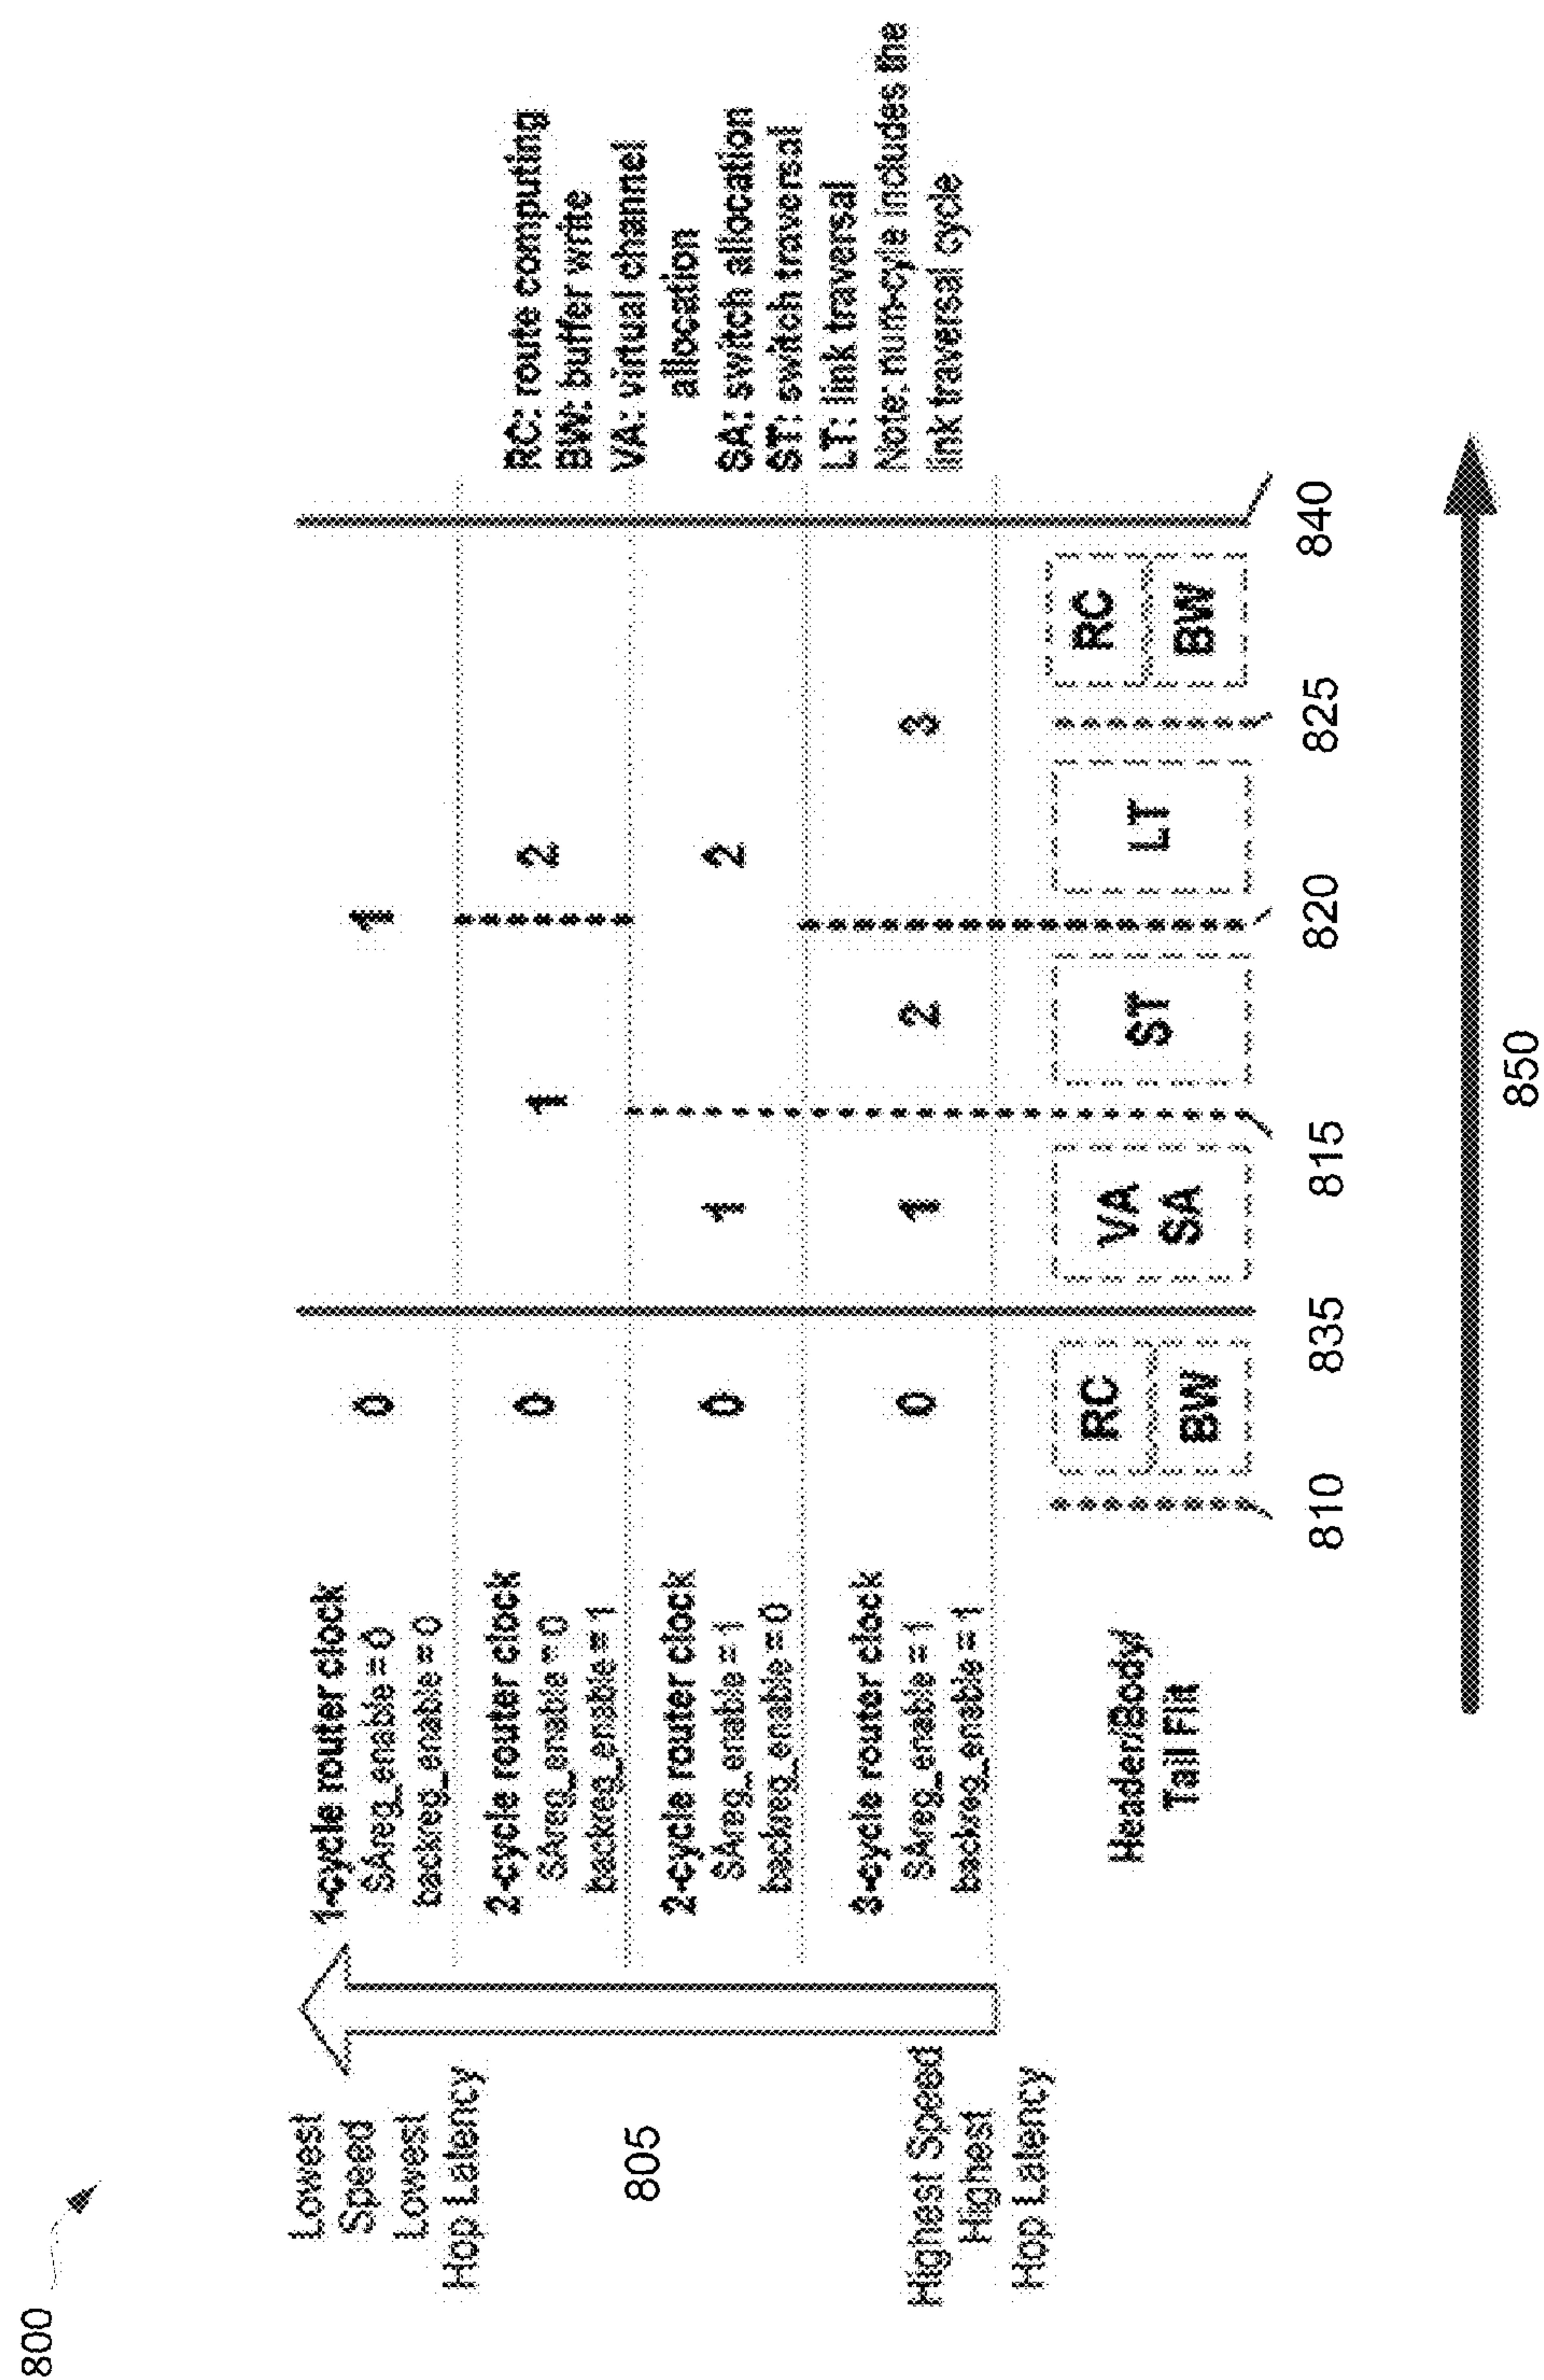 800
Lowest
Speed
Lowest
Hop Latency
805
Highest Speed
Highest
Hop Latency
1-cycle router clock
SAreg_enable = 0
backreg_enable = 0
0
1
2-cycle router clock
SAreg_enable = 0
backreg_enable = 1
0
1
2
2-cycle router clock
SAreg_enable = 1
backreg_enable = 0
0
1
2
3-cycle router clock
SAreg_enable = 1
backreg_enable = 1
0
1
2
3
Header/Body/
Tail Flit
RC
BW
VA
SA
ST
LT
RC
BW
810
835
815
820
825
840
850
RC: route computing
BW: buffer write
VA: virtual channel
allocation
SA: switch allocation
ST: switch traversal
LT: link traversal
Note: num-cyle includes the
link traversal cycle